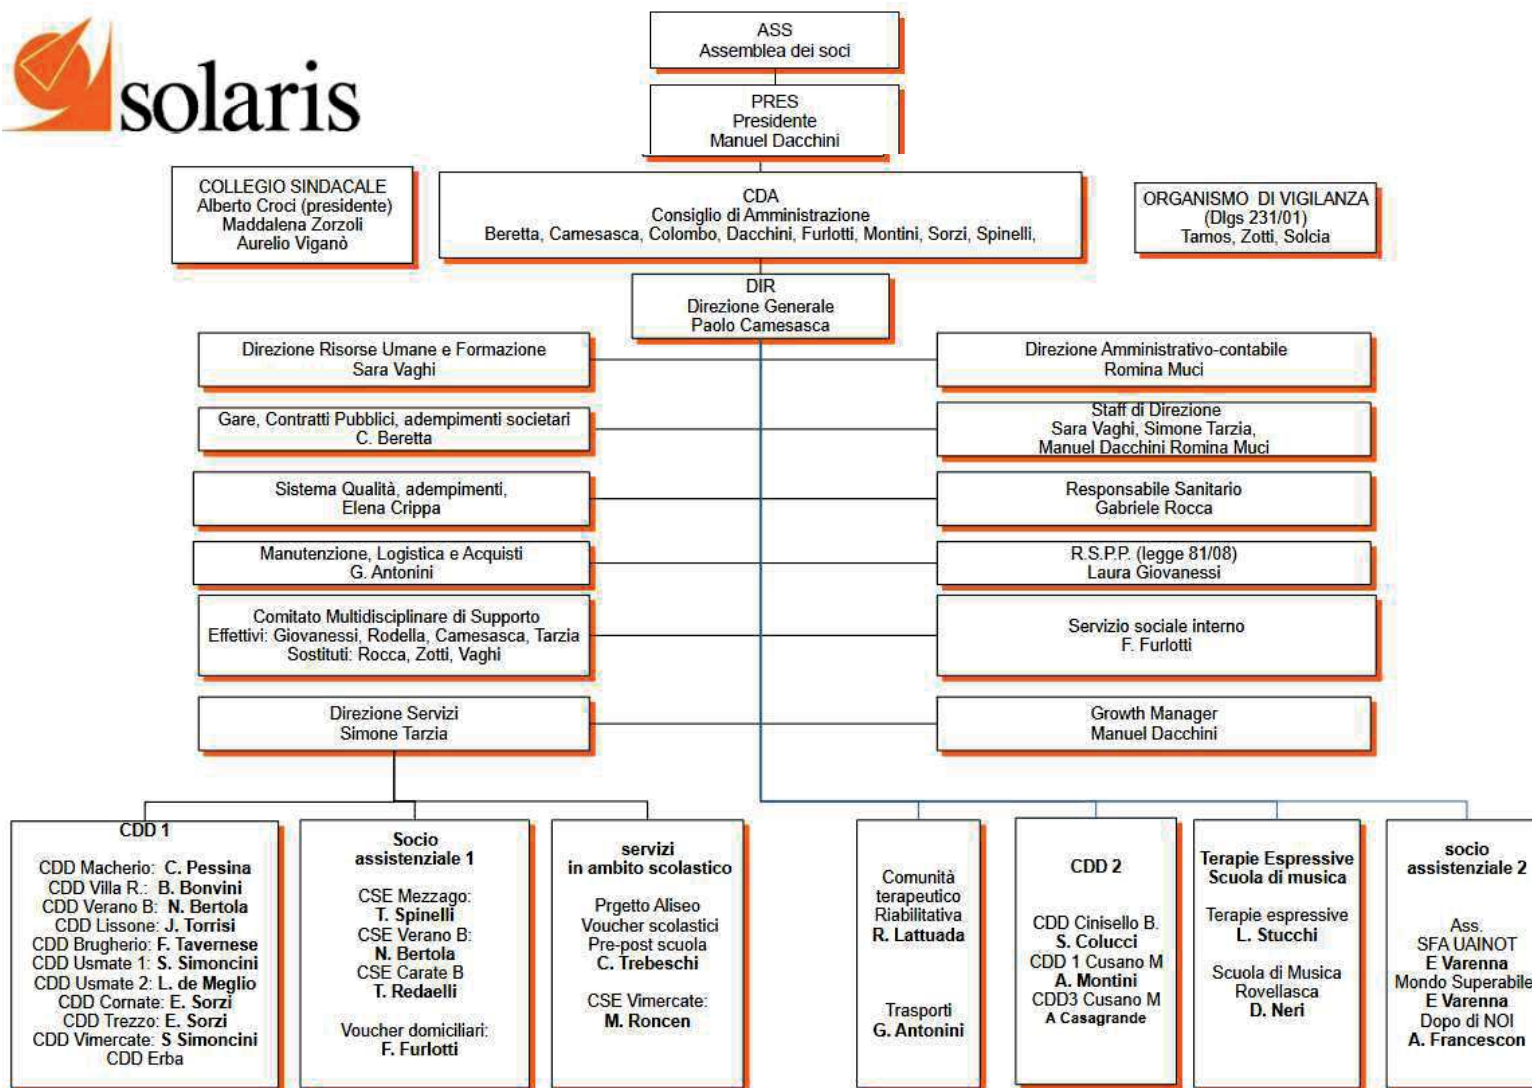 solaris
ASS
Assemblea dei soci
PRES
Presidente
Manuel Dacchini
COLLEGIO SINDACALE
Alberto Croci (presidente)
Maddalena Zorzoli
Aurelio Viganò
CDA
Consiglio di Amministrazione
Beretta, Camesasca, Colombo, Dacchini, Furlotti, Montini, Sorzi, Spinelli,
ORGANISMO DI VIGILANZA
(Dlgs 231/01)
Tamos, Zotti, Solcia
DIR
Direzione Generale
Paolo Camesasca
Direzione Risorse Umane e Formazione
Sara Vaghi
Direzione Amministrativo-contabile
Romina Muci
Gare, Contratti Pubblici, adempimenti societari
C. Beretta
Staff di Direzione
Sara Vaghi, Simone Tarzia,
Manuel Dacchini Romina Muci
Sistema Qualità, adempimenti,
Elena Crippa
Responsabile Sanitario
Gabriele Rocca
Manutenzione, Logistica e Acquisti
G. Antonini
R.S.P.P. (legge 81/08)
Laura Giovanessi
Comitato Multidisciplinare di Supporto
Effettivi: Giovanessi, Rodella, Camesasca, Tarzia
Sostituti: Rocca, Zotti, Vaghi
Servizio sociale interno
F. Furlotti
Direzione Servizi
Simone Tarzia
Growth Manager
Manuel Dacchini
CDD 1
CDD Macherio: C. Pessina
CDD Villa R.: B. Bonvini
CDD Verano B: N. Bertola
CDD Lissone: J. Torrisi
CDD Brugherio: F. Tavernese
CDD Usmate 1: S. Simoncini
CDD Usmate 2: L. de Meglio
CDD Cornate: E. Sorzi
CDD Trezzo: E. Sorzi
CDD Vimercate: S Simoncini
CDD Erba
Socio
assistenziale 1
CSE Mezzago:
T. Spinelli
CSE Verano B:
N. Bertola
CSE Carate B
T. Redaelli
Voucher domiciliari:
F. Furlotti
servizi
in ambito scolastico
Prgetto Aliseo
Voucher scolastici
Pre-post scuola
C. Trebeschi
CSE Vimercate:
M. Roncen
Comunità
terapeutico
Riabilitativa
R. Lattuada
Trasporti
G. Antonini
CDD 2
CDD Cinisello B.
S. Colucci
CDD 1 Cusano M
A. Montini
CDD3 Cusano M
A Casagrande
Terapie Espressive
Scuola di musica
Terapie espressive
L. Stucchi
Scuola di Musica
Rovellasca
D. Neri
socio
assistenziale 2
Ass.
SFA UAINOT
E Varenna
Mondo Superabile
E Varenna
Dopo di NOI
A. Francescon